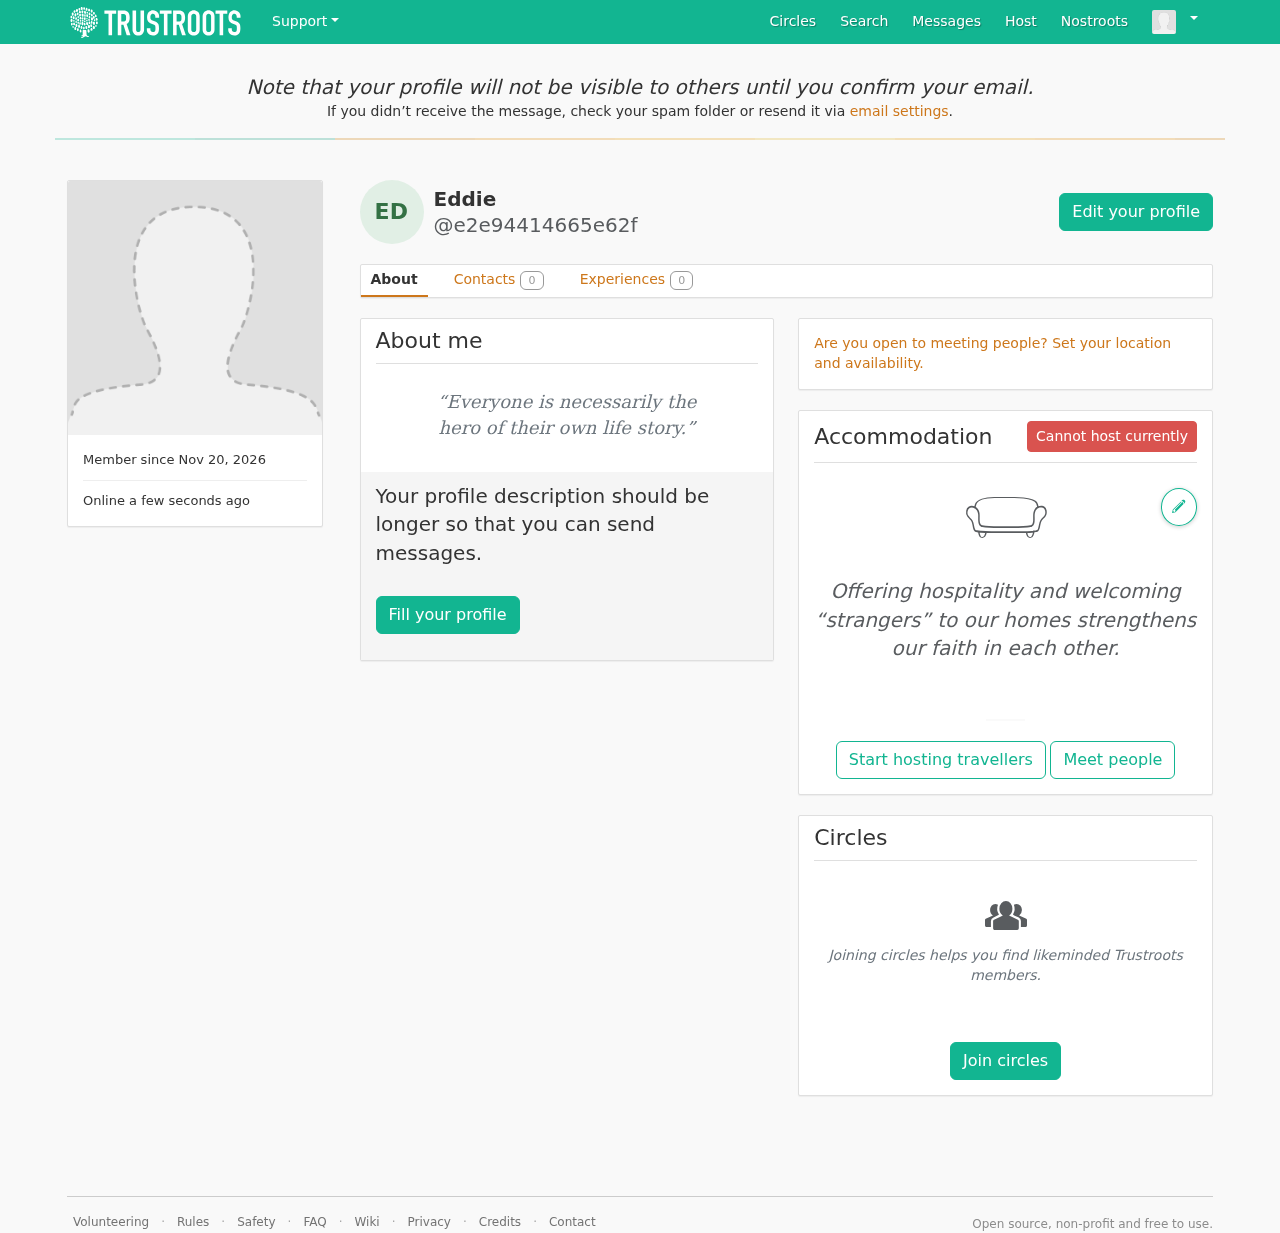 TRUSTROOTS
Support
Circles
Search
Messages
Host
Nostroots
Note that your profile will not be visible to others until you confirm your email.
If you didn’t receive the message, check your spam folder or resend it via email settings.
Member since Nov 20, 2026
Online a few seconds ago
ED
Eddie
@e2e94414665e62f
Edit your profile
About
Contacts 0
Experiences 0
About me
“Everyone is necessarily the
hero of their own life story.”
Your profile description should be
longer so that you can send
messages.
Fill your profile
Are you open to meeting people? Set your location
and availability.
Accommodation
Cannot host currently
Offering hospitality and welcoming
“strangers” to our homes strengthens
our faith in each other.
Start hosting travellers
Meet people
Circles
Joining circles helps you find likeminded Trustroots
members.
Join circles
Volunteering · Rules · Safety · FAQ · Wiki · Privacy · Credits · Contact
Open source, non-profit and free to use.